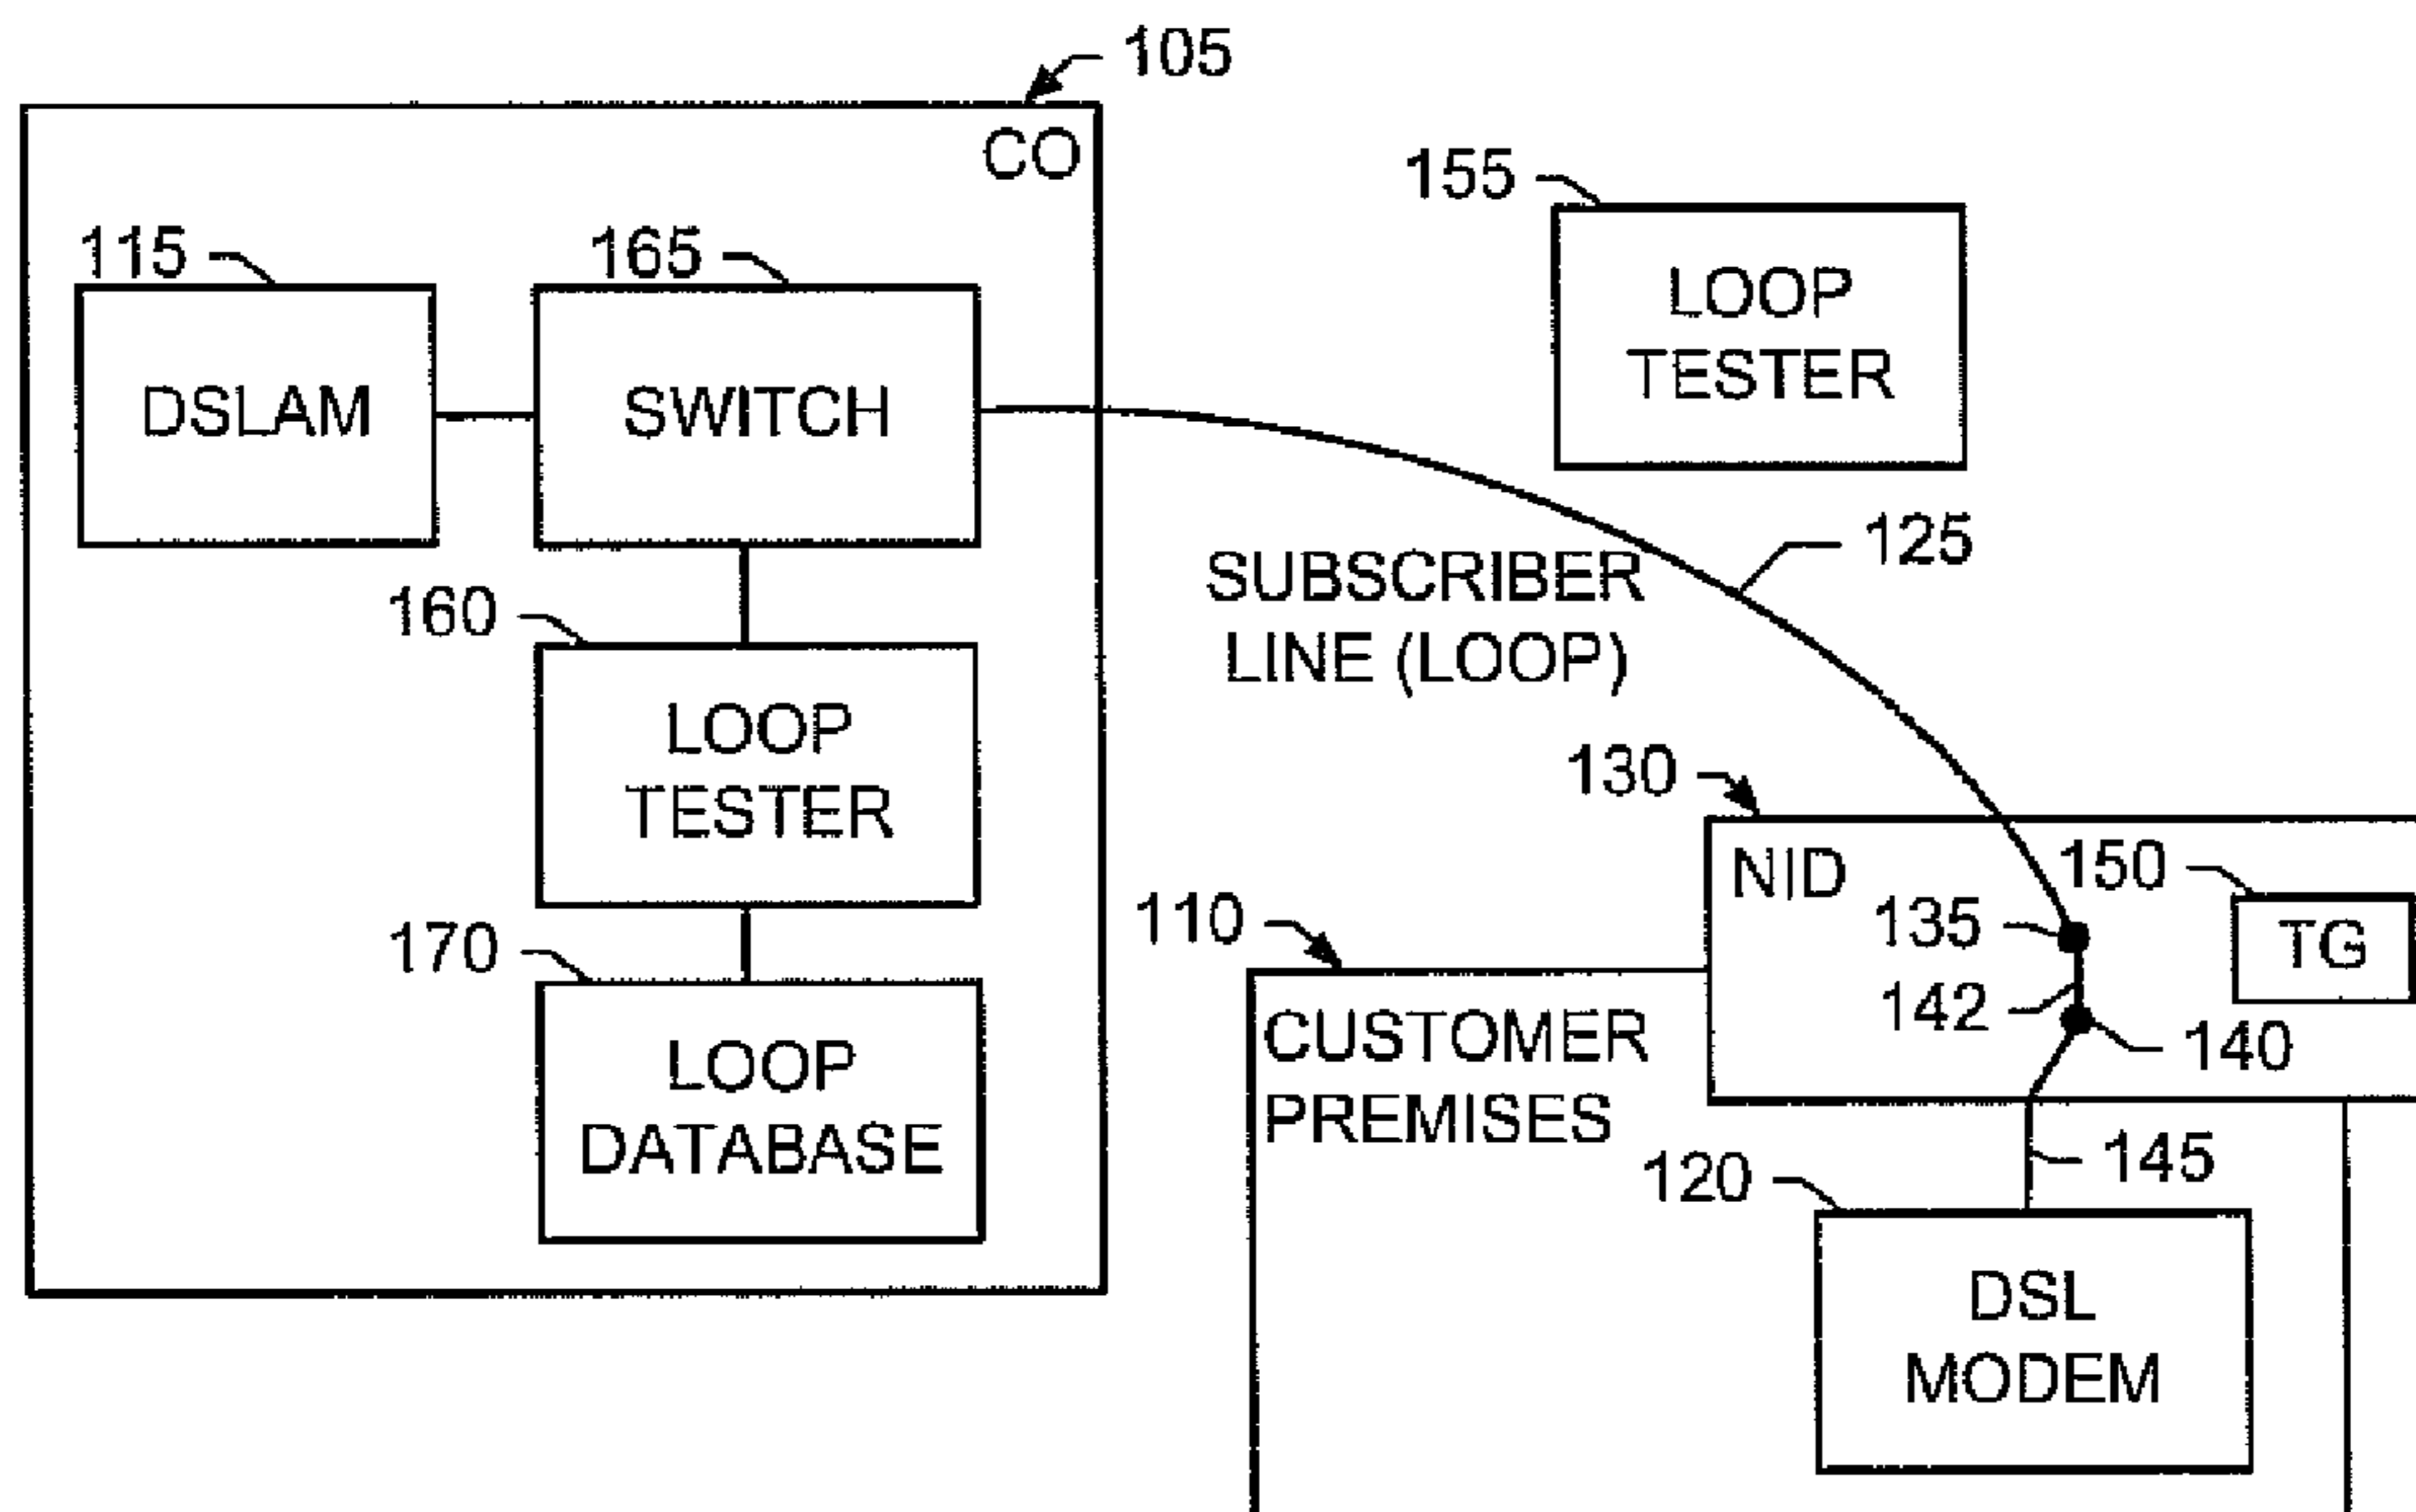 105
CO
155
115
165
LOOP
TESTER
DSLAM
SWITCH
125
SUBSCRIBER
LINE (LOOP)
160
LOOP
TESTER
130
NID
150
110
135
TG
170
142
140
CUSTOMER
PREMISES
LOOP
DATABASE
145
120
DSL
MODEM